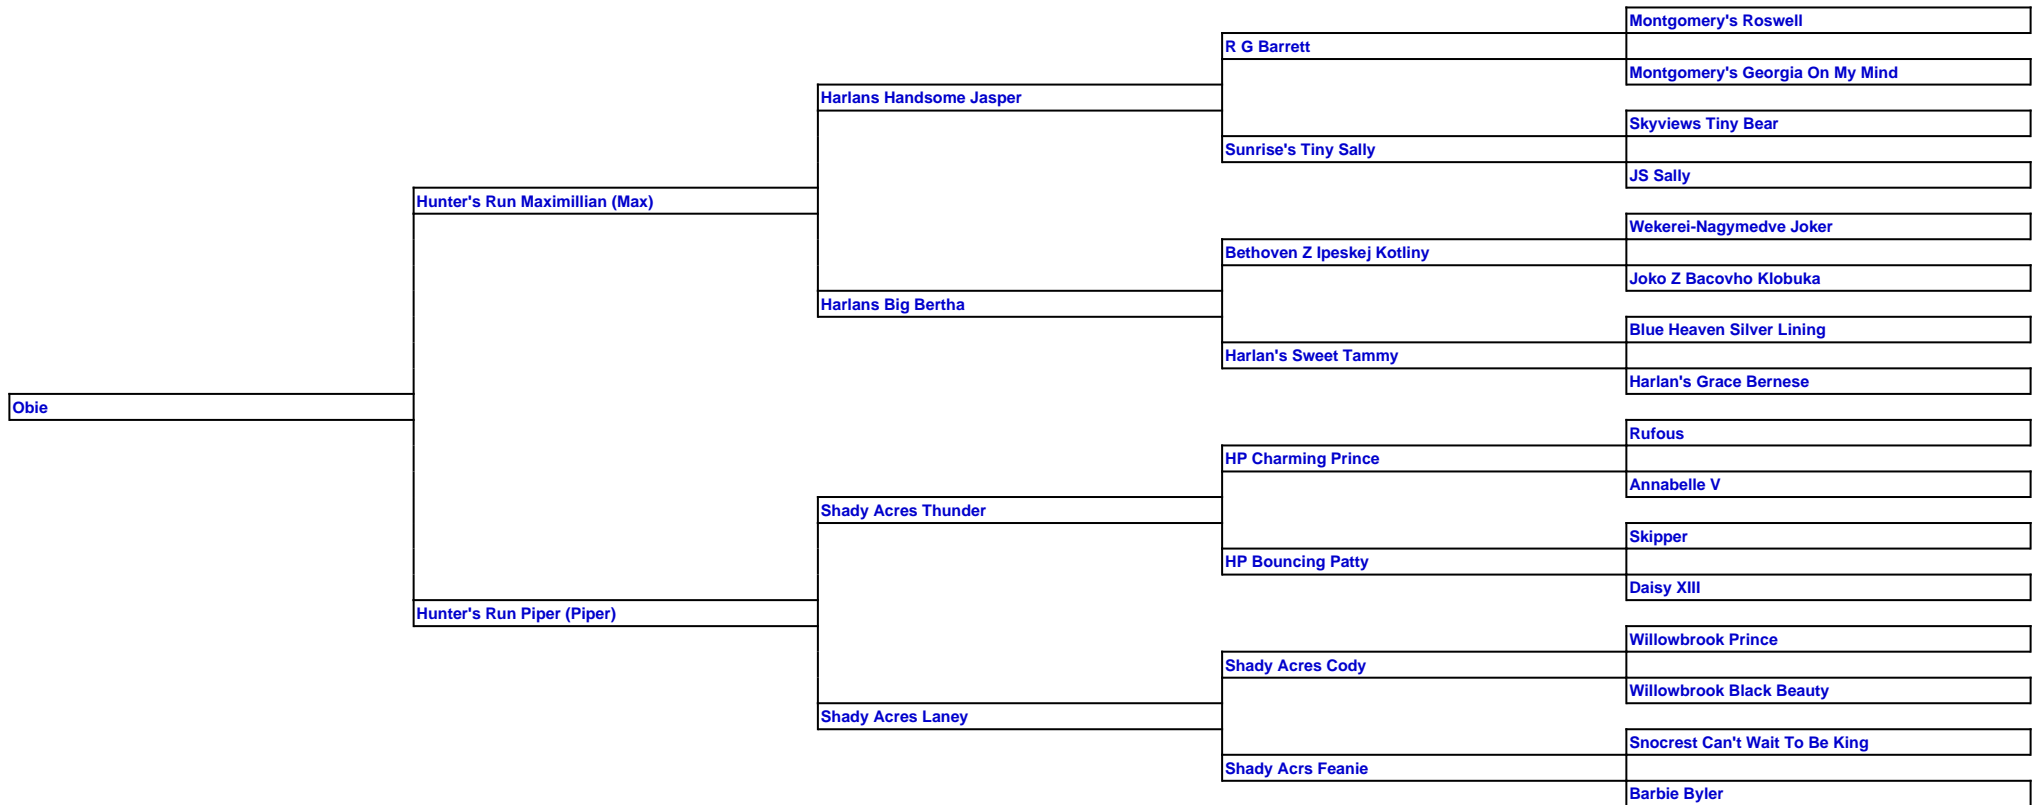 Montgomery's Roswell
R G Barrett
Montgomery's Georgia On My Mind
Harlans Handsome Jasper
Skyviews Tiny Bear
Sunrise's Tiny Sally
JS Sally
Hunter's Run Maximillian (Max)
Wekerei-Nagymedve Joker
Bethoven Z Ipeskej Kotliny
Joko Z Bacovho Klobuka
Harlans Big Bertha
Blue Heaven Silver Lining
Harlan's Sweet Tammy
Harlan's Grace Bernese
Obie
Rufous
HP Charming Prince
Annabelle V
Shady Acres Thunder
Skipper
HP Bouncing Patty
Daisy XIII
Hunter's Run Piper (Piper)
Willowbrook Prince
Shady Acres Cody
Willowbrook Black Beauty
Shady Acres Laney
Snocrest Can't Wait To Be King
Shady Acrs Feanie
Barbie Byler